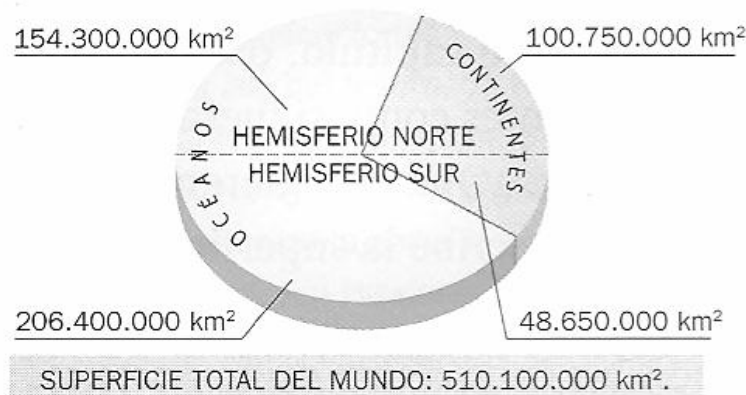 154.300.000 km²
100.750.000 km²
CONTINENTES
OCÉANOS
HEMISFERIO NORTE
HEMISFERIO SUR
206.400.000 km²
48.650.000 km²
SUPERFICIE TOTAL DEL MUNDO: 510.100.000 km².